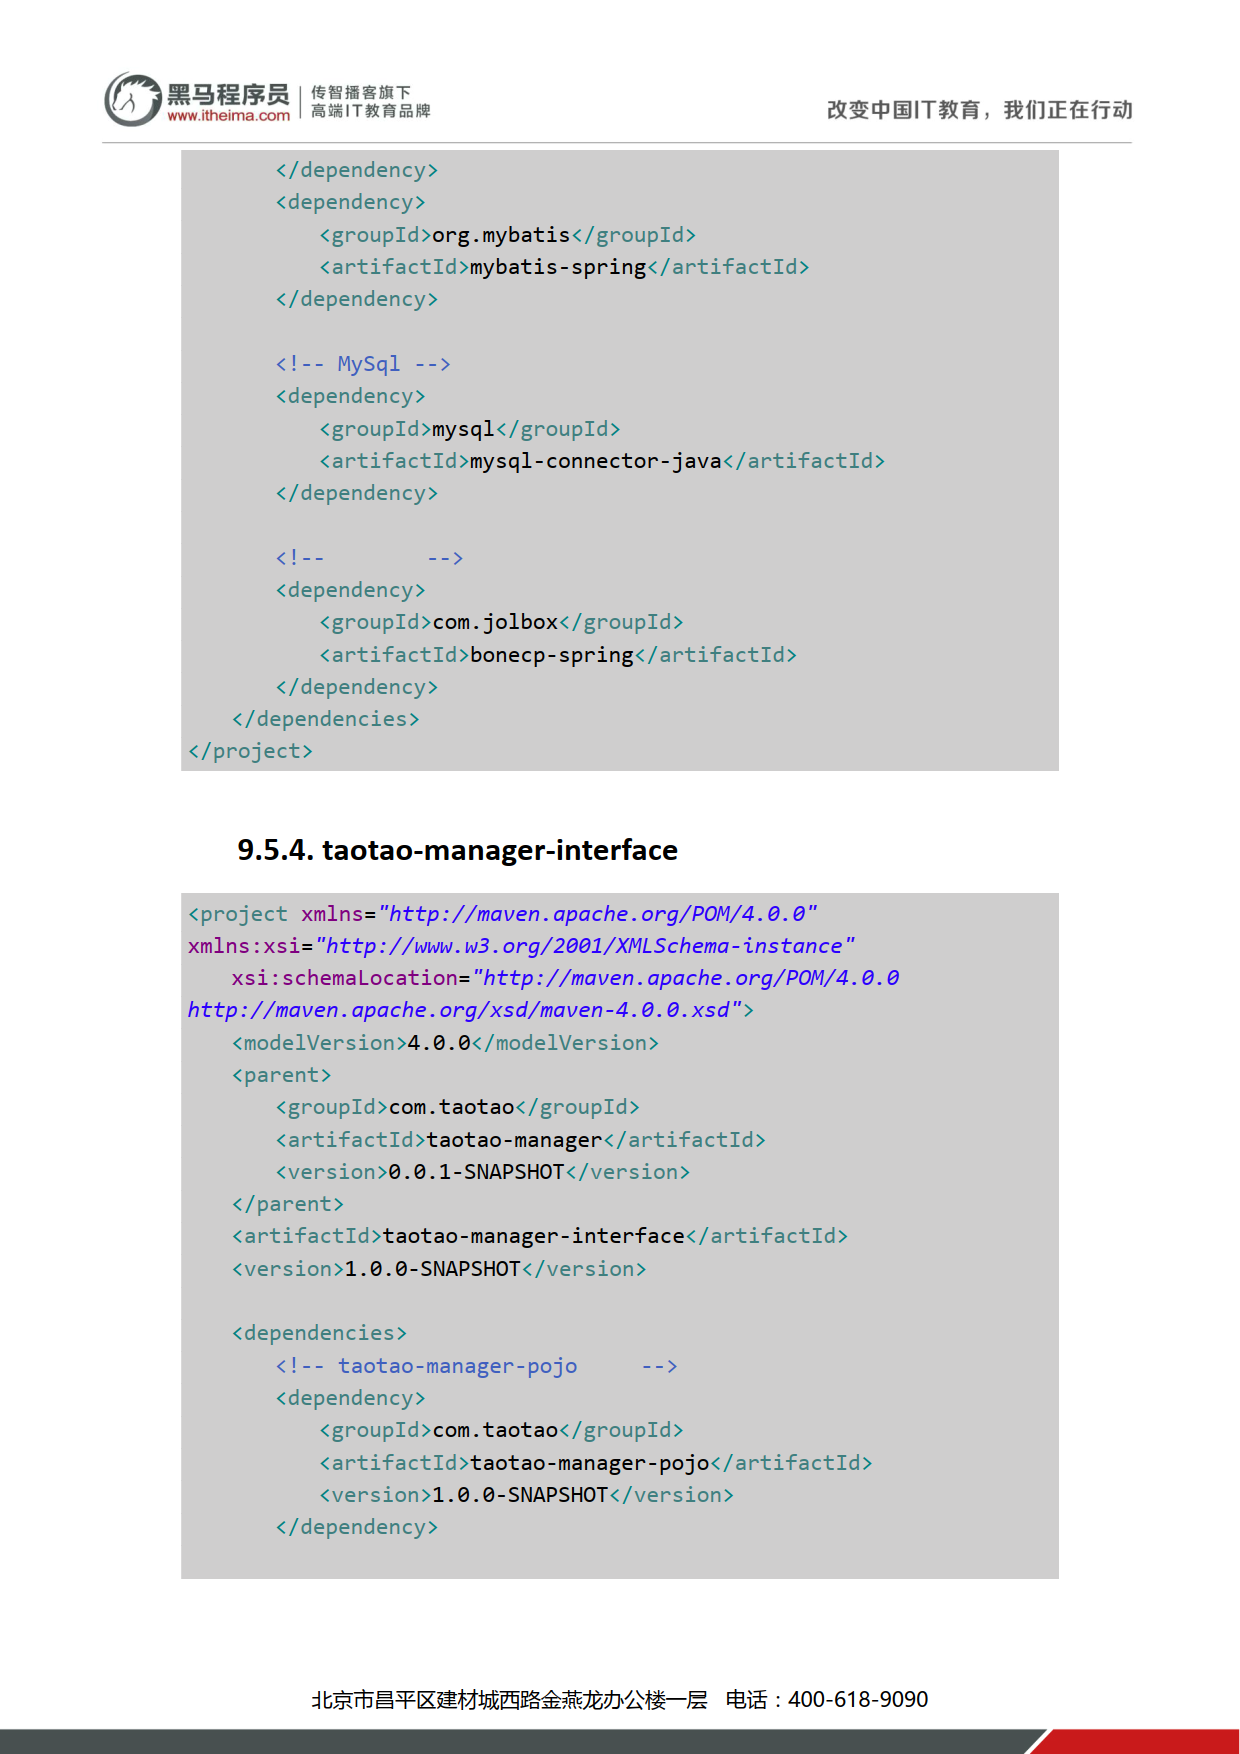 黑马程序员
www.itheima.com
传智播客旗下
高端IT教育品牌
改变中国IT教育，我们正在行动
</dependency>
<dependency>
<groupId>org.mybatis</groupId>
<artifactId>mybatis-spring</artifactId>
</dependency>
<!-- MySql -->
<dependency>
<groupId>mysql</groupId>
<artifactId>mysql-connector-java</artifactId>
</dependency>
<!-- -->
<dependency>
<groupId>com.jolbox</groupId>
<artifactId>bonecp-spring</artifactId>
</dependency>
</dependencies>
</project>
9.5.4. taotao-manager-interface
<project xmlns="http://maven.apache.org/POM/4.0.0"
xmlns:xsi="http://www.w3.org/2001/XMLSchema-instance"
xsi:schemaLocation="http://maven.apache.org/POM/4.0.0
http://maven.apache.org/xsd/maven-4.0.0.xsd">
<modelVersion>4.0.0</modelVersion>
<parent>
<groupId>com.taotao</groupId>
<artifactId>taotao-manager</artifactId>
<version>0.0.1-SNAPSHOT</version>
</parent>
<artifactId>taotao-manager-interface</artifactId>
<version>1.0.0-SNAPSHOT</version>
<dependencies>
<!-- taotao-manager-pojo -->
<dependency>
<groupId>com.taotao</groupId>
<artifactId>taotao-manager-pojo</artifactId>
<version>1.0.0-SNAPSHOT</version>
</dependency>
北京市昌平区建材城西路金燕龙办公楼一层 电话：400-618-9090